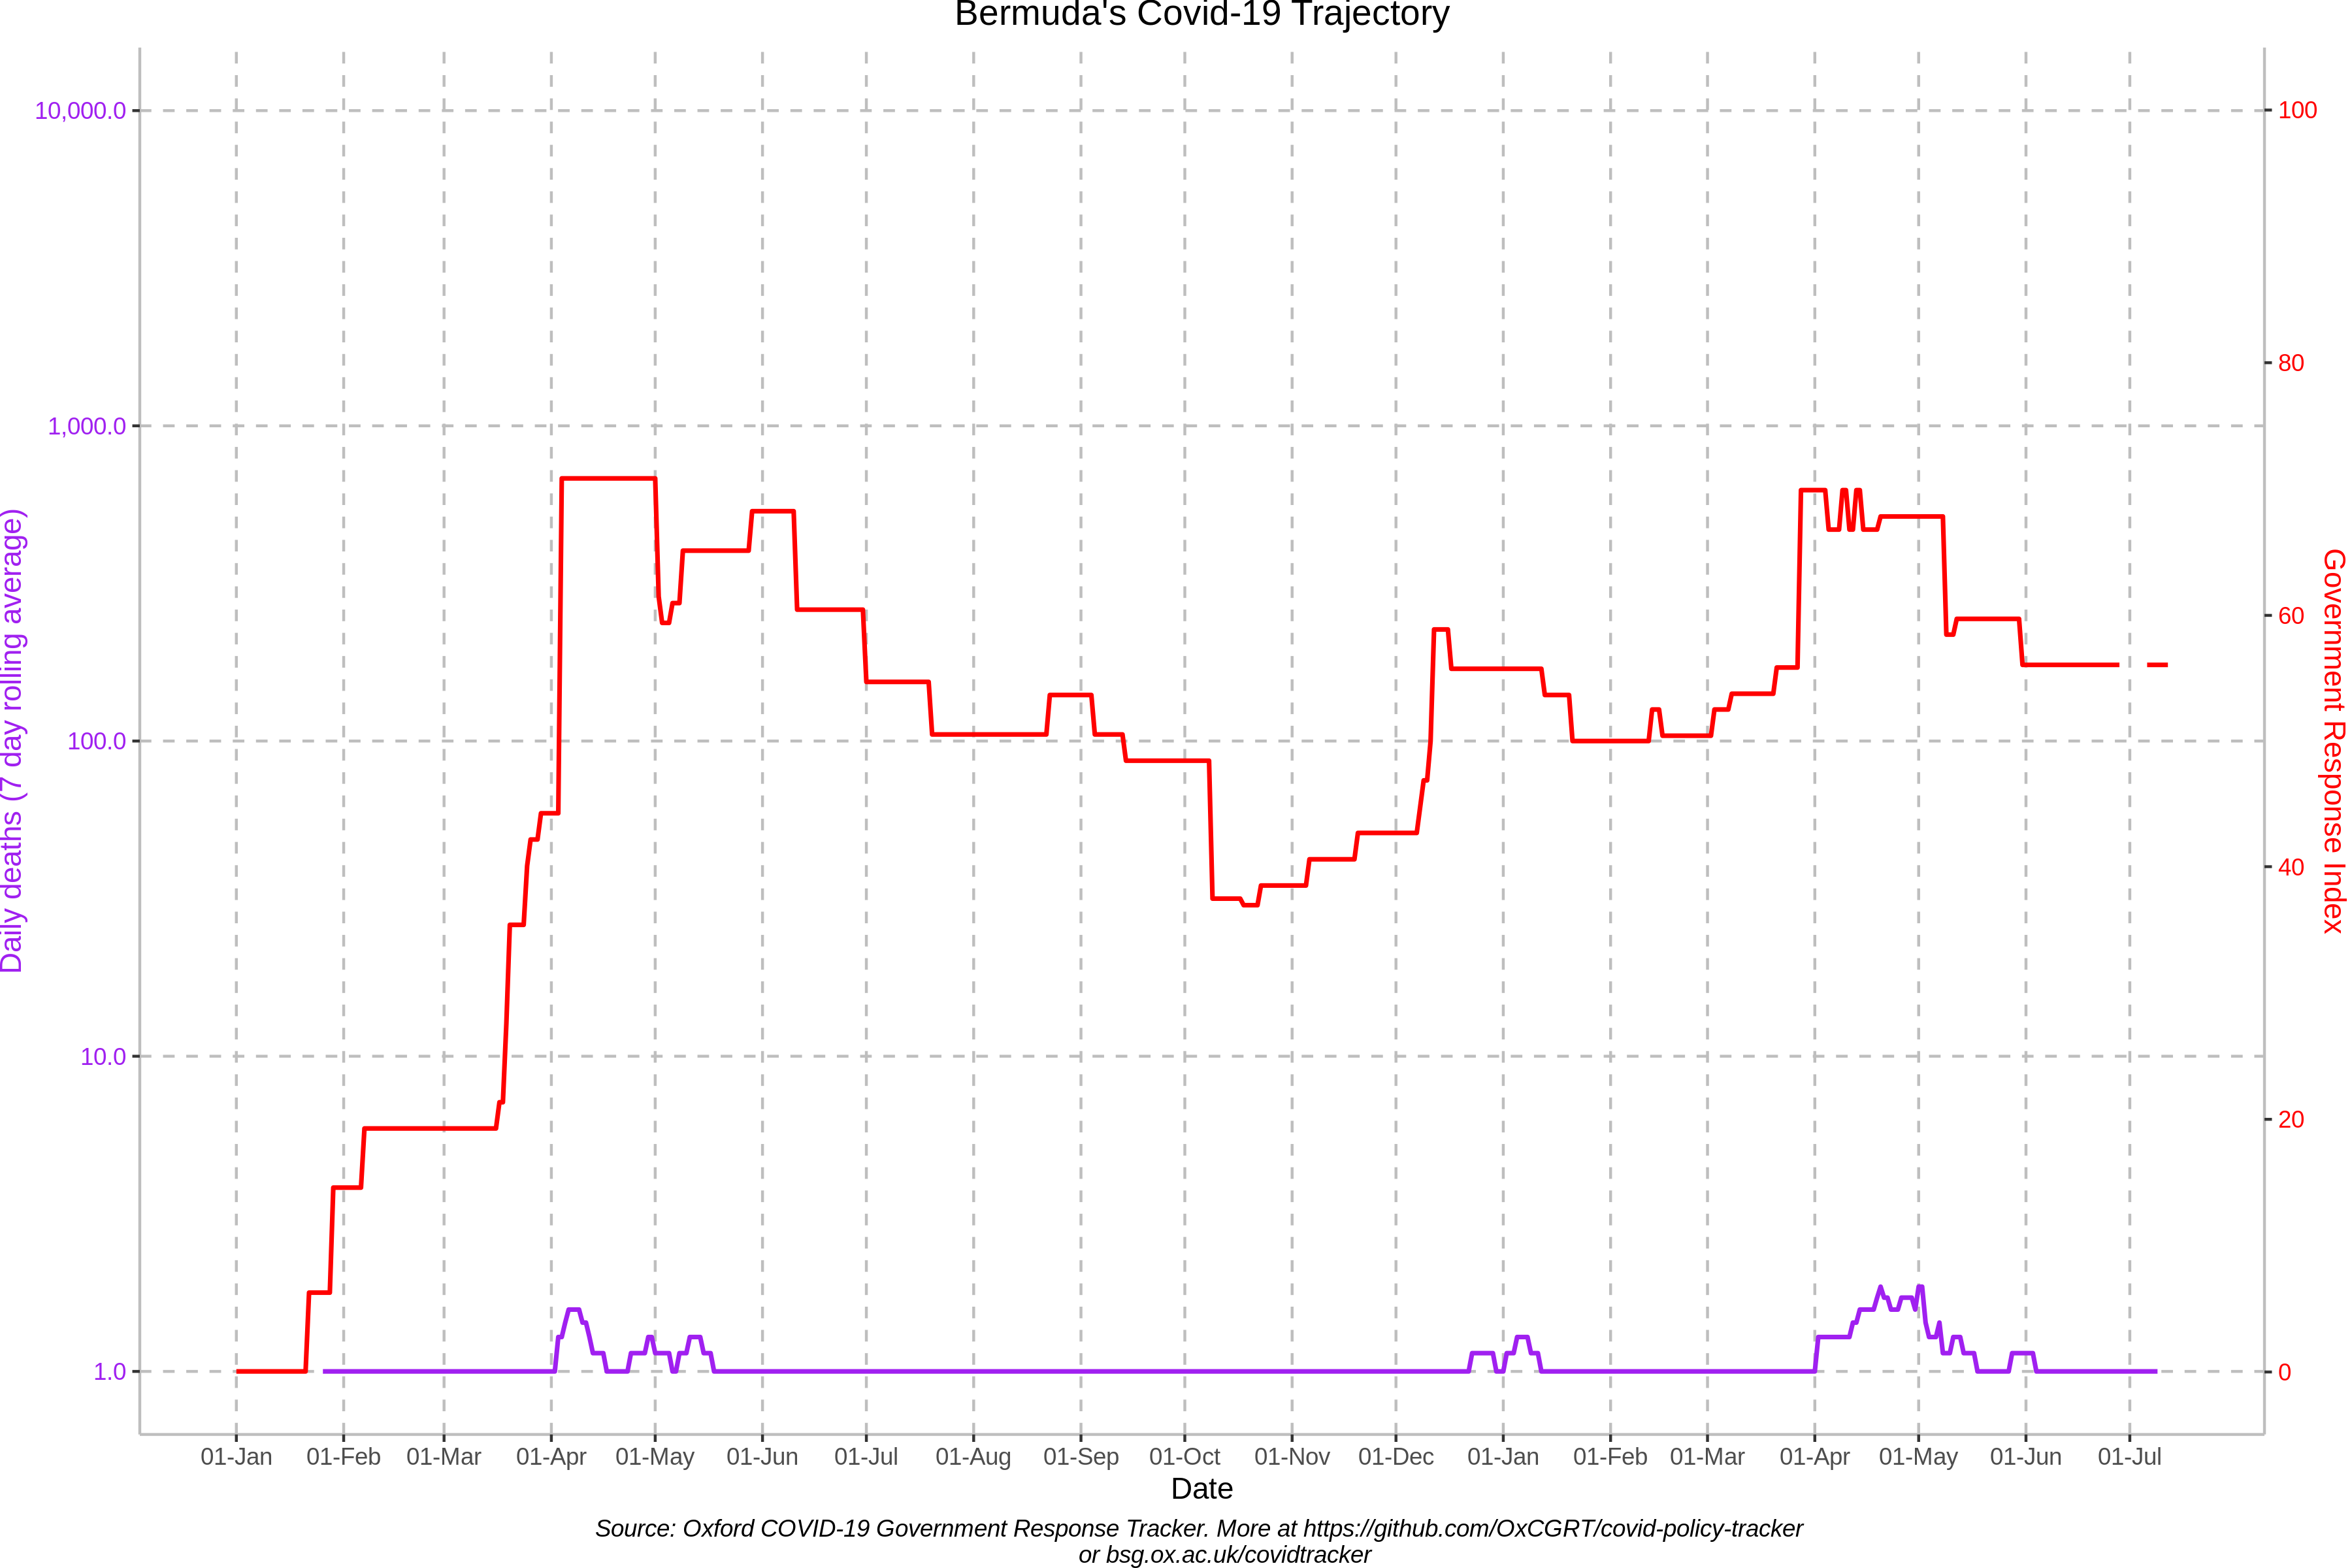 Bermuda's Covid-19 Trajectory
Daily deaths (7 day rolling average)
10,000.0
1,000.0
100.0
10.0
1.0
100
80
60
40
20
0
Government Response Index
01-Jan 01-Feb 01-Mar 01-Apr 01-May 01-Jun 01-Jul 01-Aug 01-Sep 01-Oct 01-Nov 01-Dec 01-Jan 01-Feb 01-Mar 01-Apr 01-May 01-Jun 01-Jul
Date
Source: Oxford COVID-19 Government Response Tracker. More at https://github.com/OxCGRT/covid-policy-tracker
or bsg.ox.ac.uk/covidtracker